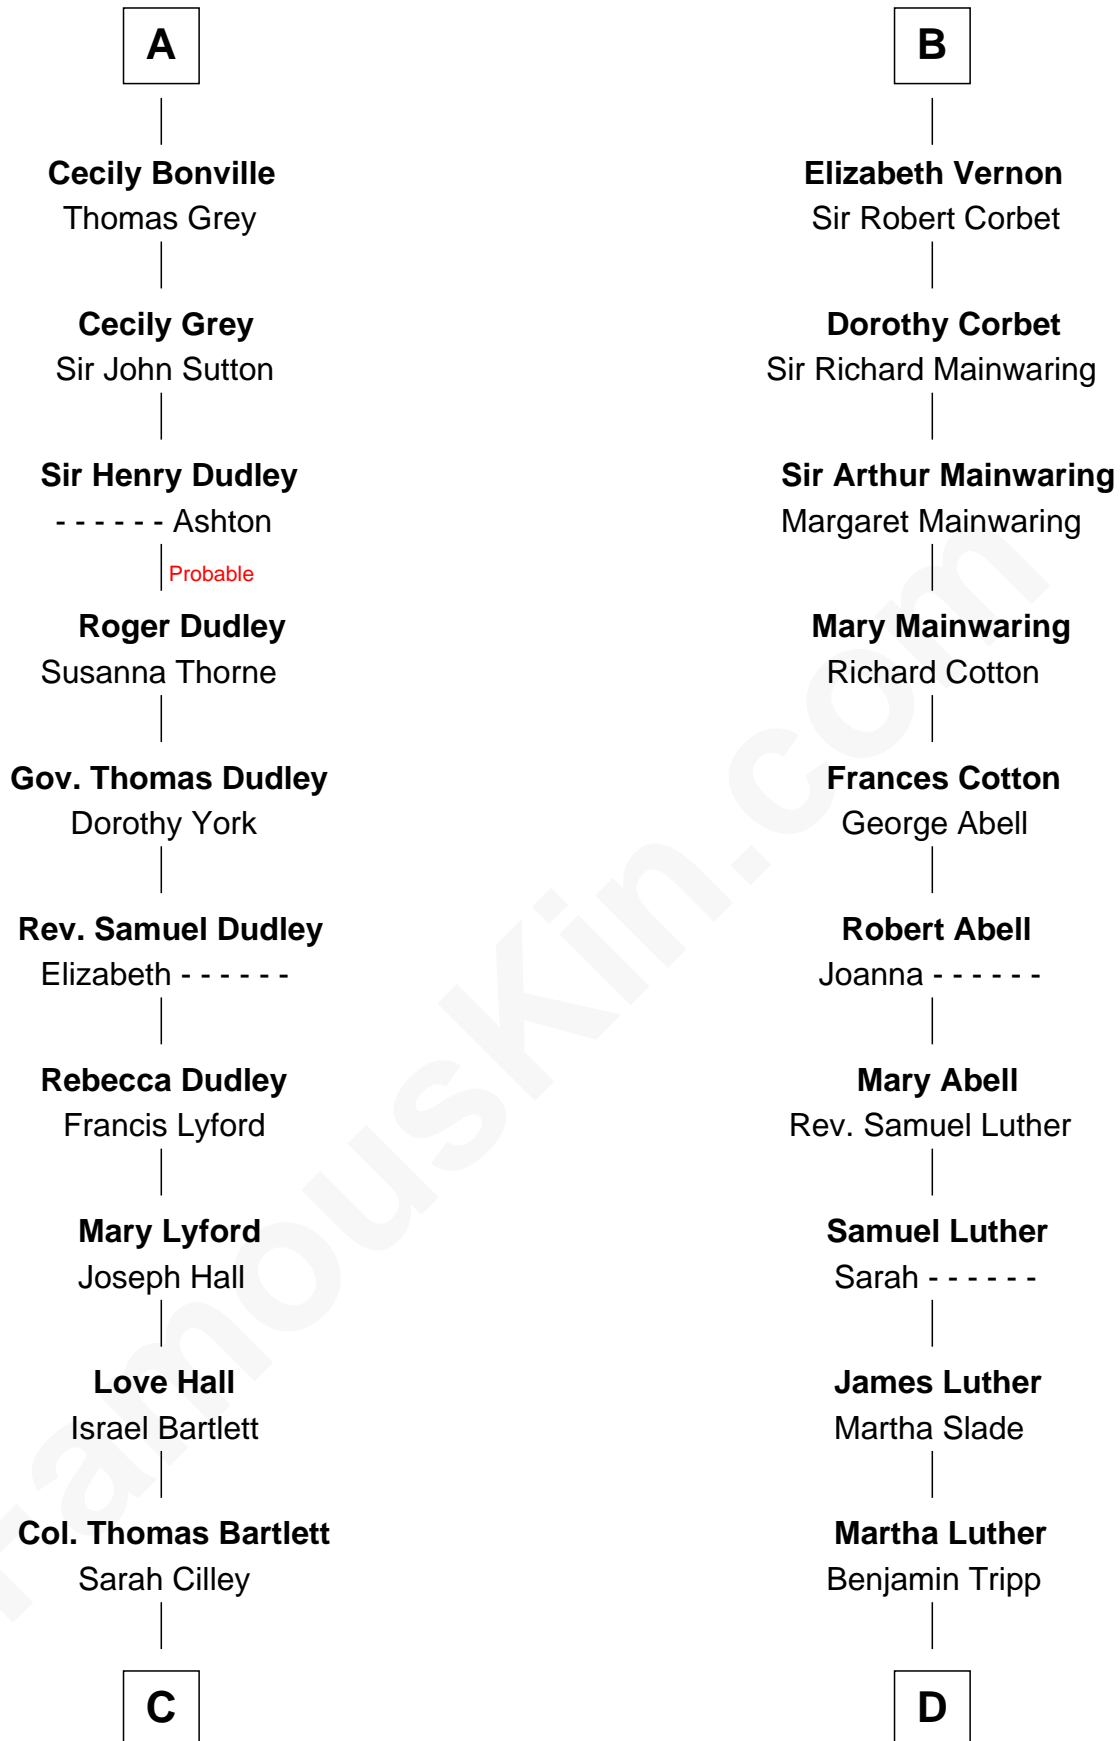 A
Cecily Bonville
Thomas Grey
Cecily Grey
Sir John Sutton
Sir Henry Dudley
- - - - - - Ashton
Probable
Roger Dudley
Susanna Thorne
Gov. Thomas Dudley
Dorothy York
Rev. Samuel Dudley
Elizabeth - - - - - -
Rebecca Dudley
Francis Lyford
Mary Lyford
Joseph Hall
Love Hall
Israel Bartlett
Col. Thomas Bartlett
Sarah Cilley
C
B
Elizabeth Vernon
Sir Robert Corbet
Dorothy Corbet
Sir Richard Mainwaring
Sir Arthur Mainwaring
Margaret Mainwaring
Mary Mainwaring
Richard Cotton
Frances Cotton
George Abell
Robert Abell
Joanna - - - - - -
Mary Abell
Rev. Samuel Luther
Samuel Luther
Sarah - - - - - -
James Luther
Martha Slade
Martha Luther
Benjamin Tripp
D
FamousKin.com